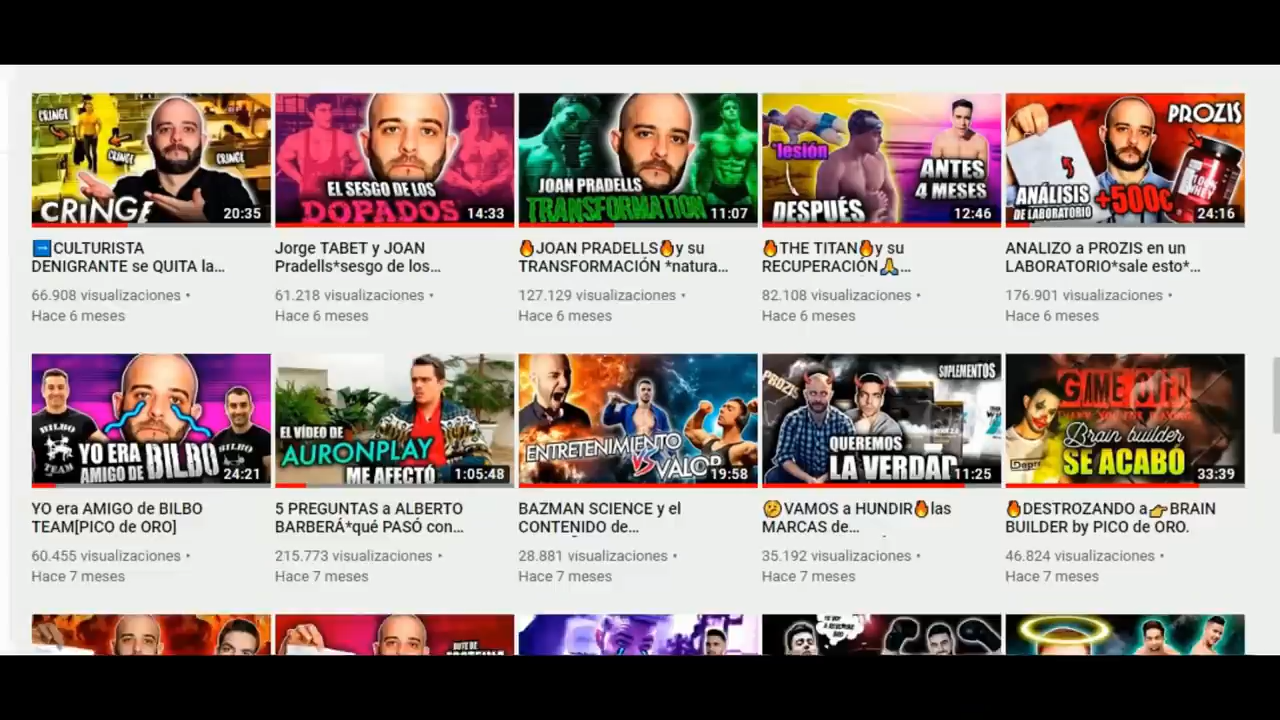 CRINGE
CRINGE
CRINGE
CRINGE
20:35
EL SESGO DE LOS
DOPADOS
14:33
JOAN PRADELLS
TRANSFORMATION
11:07
*lesión
ANTES
4 MESES
DESPUÉS
12:46
PROZIS
ANÁLISIS
DE LABORATORIO
+500€
24:16
➡️CULTURISTA
DENIGRANTE se QUITA la…
66.908 visualizaciones •
Hace 6 meses
Jorge TABET y JOAN
Pradells*sesgo de los…
61.218 visualizaciones •
Hace 6 meses
🔥JOAN PRADELLS🔥y su
TRANSFORMACIÓN *natura…
127.129 visualizaciones •
Hace 6 meses
🔥THE TITAN🔥y su
RECUPERACIÓN🙏…
82.108 visualizaciones •
Hace 6 meses
ANALIZO a PROZIS en un
LABORATORIO*sale esto*…
176.901 visualizaciones •
Hace 6 meses
BILBO
TEAM
BILBO
YO ERA
AMIGO DE BILBO
24:21
EL VÍDEO DE
AURONPLAY
ME AFECTÓ
1:05:48
ENTRETENIMIENTO
VS VALOR
19:58
PROZIS
SUPLEMENTOS
QUEREMOS
LA VERDAD
11:25
GAME OVER
THANK YOU FOR PLAYING
Brain builder
SE ACABÓ
33:39
YO era AMIGO de BILBO
TEAM[PICO de ORO]
60.455 visualizaciones •
Hace 7 meses
5 PREGUNTAS a ALBERTO
BARBERÁ*qué PASÓ con…
215.773 visualizaciones •
Hace 7 meses
BAZMAN SCIENCE y el
CONTENIDO de…
28.881 visualizaciones •
Hace 7 meses
🤔VAMOS a HUNDIR🔥las
MARCAS de…
35.192 visualizaciones •
Hace 7 meses
🔥DESTROZANDO a👉BRAIN
BUILDER by PICO de ORO.
46.824 visualizaciones •
Hace 7 meses